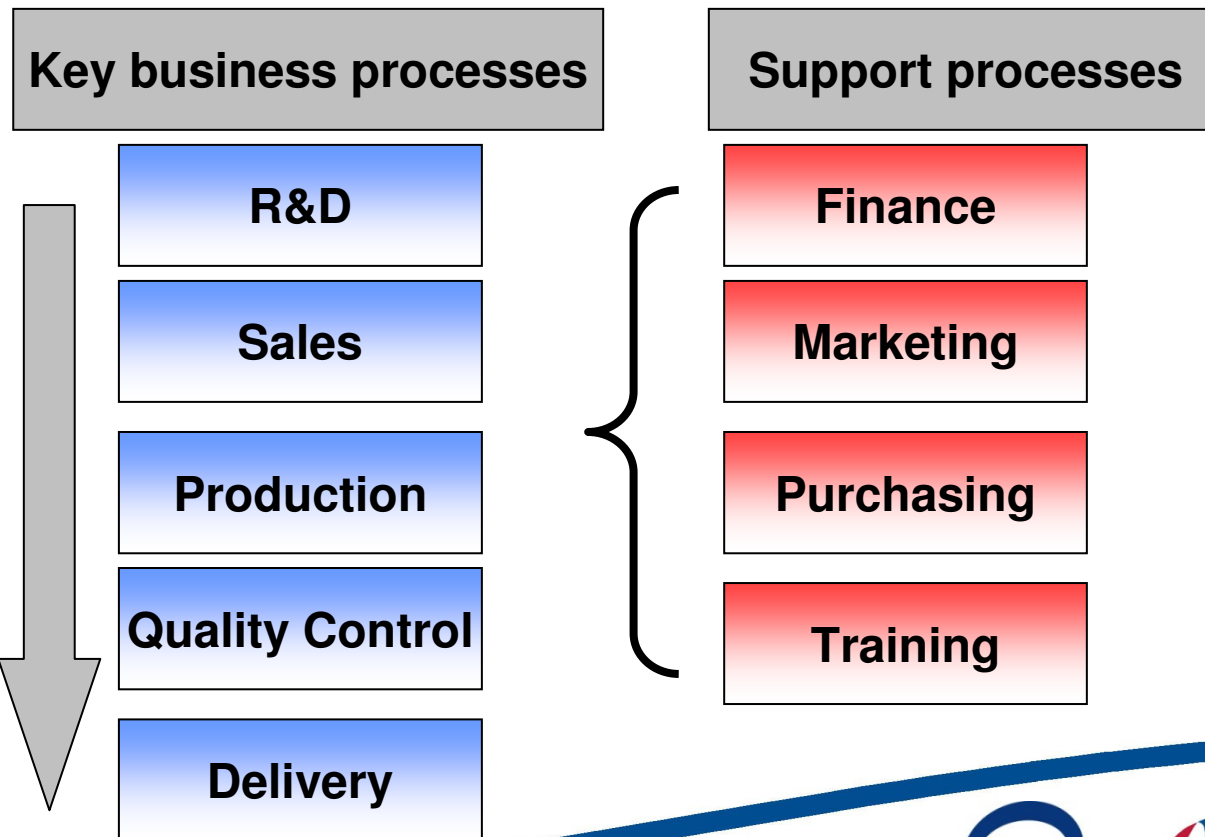 Key business processes
Support processes
R&D
Finance
Sales
Marketing
Production
Purchasing
Quality Control
Training
Delivery